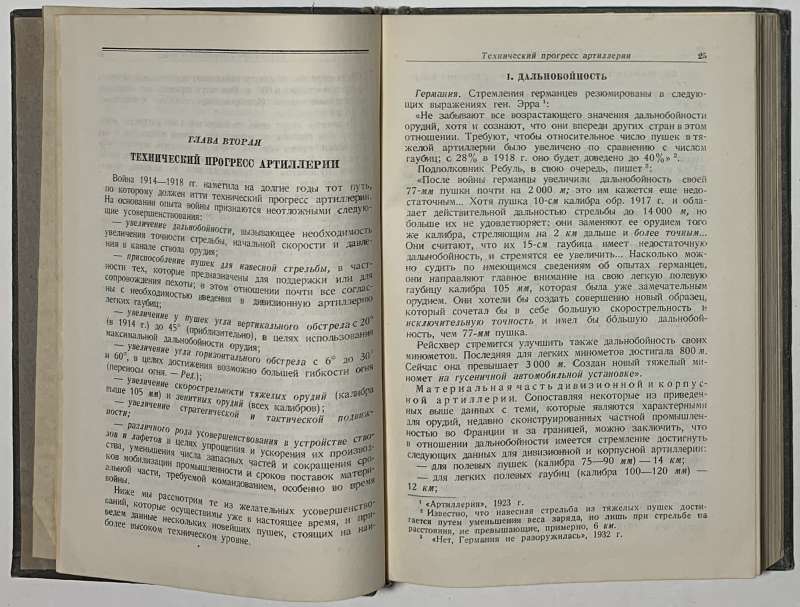 ГЛАВА ВТОРАЯ
ТЕХНИЧЕСКИЙ ПРОГРЕСС АРТИЛЛЕРИИ
Война 1914—1918 гг. наметила на долгие годы тот путь,
по которому должен итти технический прогресс артиллерии.
На основании опыта войны признаются неотложными следую-
щие усовершенствования:
— увеличение дальнобойности, вызывающее необходимость
увеличения точности стрельбы, начальной скорости и давле-
ния в канале ствола орудия;
— приспособление пушек для навесной стрельбы, в част-
ности тех, которые предназначены для поддержки или для
сопровождения пехоты; в этом отношении почти все соглас-
ны с необходимостью введения в дивизионную артиллерию
легких гаубиц;
— увеличение у пушек угла вертикального обстрела с 20°
(в 1914 г.) до 45° (приблизительно), в целях использования
максимальной дальнобойности орудия;
— увеличение угла горизонтального обстрела с 6° до 30°
и 60°, в целях достижения возможно большей гибкости огня
(переносы огня. — Ред.);
— увеличение скорострельности тяжелых орудий (калибра
выше 105 мм) и зенитных орудий (всех калибров);
— увеличение стратегической и тактической подвиж-
ности;
— различного рода усовершенствования в устройстве ство-
лов и лафетов в целях упрощения и ускорения их производ-
ства, уменьшения числа запасных частей и сокращения сро-
ков мобилизации промышленности и сроков поставок матери-
альной части, требуемой командованием, особенно во время
войны.
Ниже мы рассмотрим те из желательных усовершенство-
ваний, которые осуществимы уже в настоящее время, и при-
ведем данные нескольких новейших пушек, стоящих на наи-
более высоком техническом уровне.
Технический прогресс артиллерии 25
1. ДАЛЬНОБОЙНОСТЬ
Германия. Стремления германцев резюмированы в следую-
щих выражениях ген. Эрра ¹:
«Не забывают все возрастающего значения дальнобойности
орудий, хотя и сознают, что они впереди других стран в этом
отношении. Требуют, чтобы относительное число пушек в тя-
желой артиллерии было увеличено по сравнению с числом
гаубиц; с 28% в 1918 г. оно будет доведено до 40%» ².
Подполковник Ребуль, в свою очередь, пишет ³:
«После войны германцы увеличили дальнобойность своей
77-мм пушки почти на 2 000 м; это им кажется еще недо-
статочным... Хотя пушка 10-см калибра обр. 1917 г. и обла-
дает действительной дальностью стрельбы до 14 000 м, но
больше их не удовлетворяет; они заменяют ее орудием того
же калибра, стреляющим на 2 км дальше и более точным...
Они считают, что их 15-см гаубица имеет недостаточную
дальнобойность, и стремятся ее увеличить... Насколько мож-
но судить по имеющимся сведениям об опытах германцев,
они направляют главное внимание на свою легкую полевую
гаубицу калибра 105 мм, которая была уже замечательным
орудием. Они хотели бы создать совершенно новый образец,
который сочетал бы в себе большую скорострельность и
исключительную точность и имел бы бо́льшую дальнобой-
ность, чем 77-мм пушка.
Рейсхвер стремится улучшить также дальнобойность своих
минометов. Последняя для легких минометов достигала 800 м.
Сейчас она превышает 3 000 м. Создан новый тяжелый ми-
номет на гусеничной автомобильной установке».
Материальная часть дивизионной и корпус-
ной артиллерии. Сопоставляя некоторые из приведен-
ных выше данных с теми, которые являются характерными
для орудий, недавно сконструированных частной промышлен-
ностью во Франции и за границей, можно заключить, что
в отношении дальнобойности имеется стремление достигнуть
следующих данных для дивизионной и корпусной артиллерии:
— для полевых пушек (калибра 75—90 мм) — 14 км;
— для легких полевых гаубиц (калибра 100—120 мм) —
12 км;
¹ «Артиллерия», 1923 г.
² Известно, что навесная стрельба из тяжелых пушек дости-
гается путем уменьшения веса заряда, но лишь при стрельбе на
расстояния, не превышающие, примерно, 6 км.
³ «Нет, Германия не разоружилась», 1932 г.